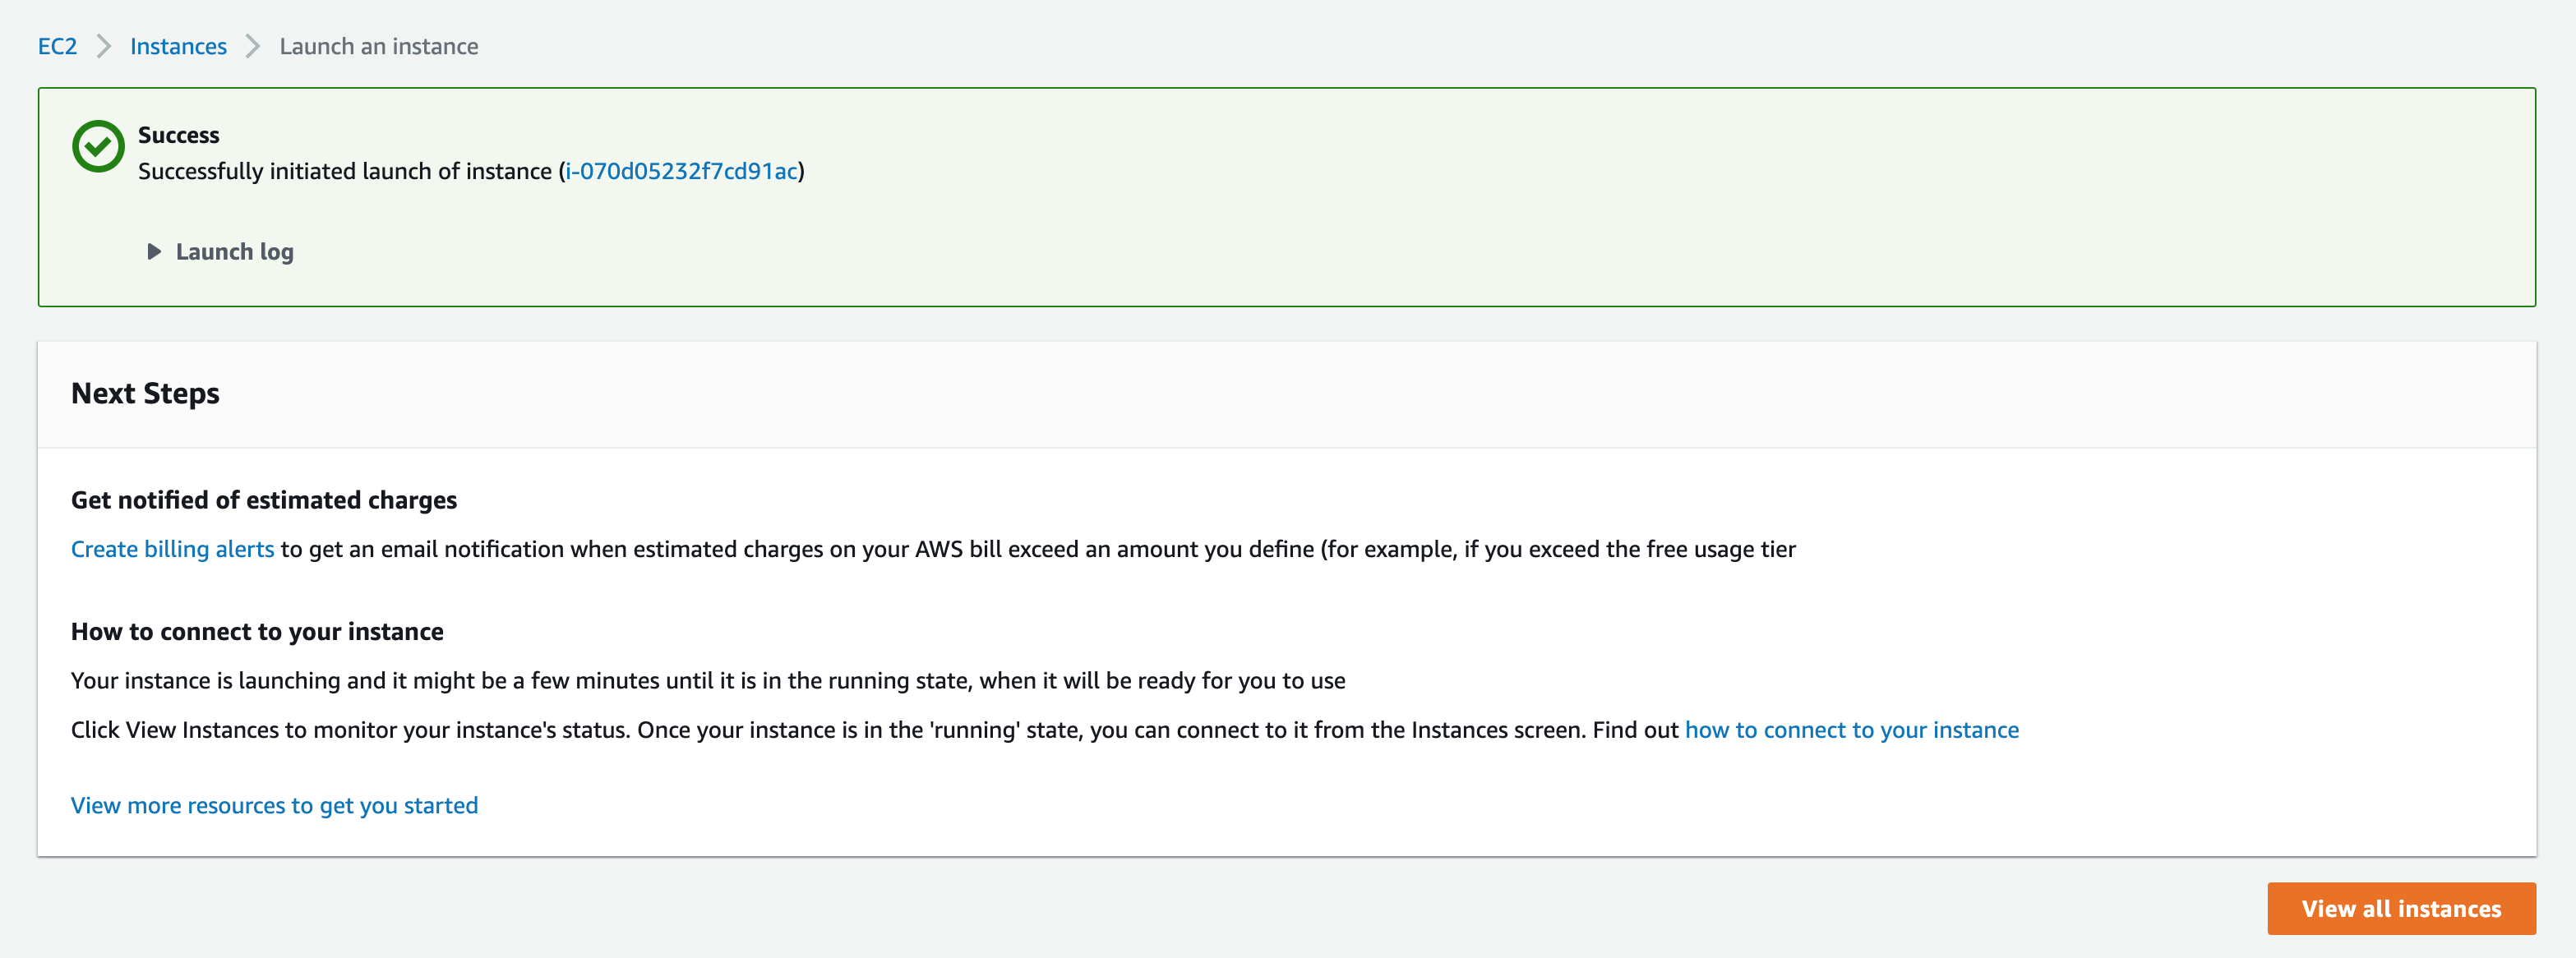 EC2 > Instances > Launch an instance
Success
Successfully initiated launch of instance (i-070d05232f7cd91ac)
Launch log
Next Steps
Get notified of estimated charges
Create billing alerts to get an email notification when estimated charges on your AWS bill exceed an amount you define (for example, if you exceed the free usage tier
How to connect to your instance
Your instance is launching and it might be a few minutes until it is in the running state, when it will be ready for you to use
Click View Instances to monitor your instance's status. Once your instance is in the 'running' state, you can connect to it from the Instances screen. Find out how to connect to your instance
View more resources to get you started
View all instances